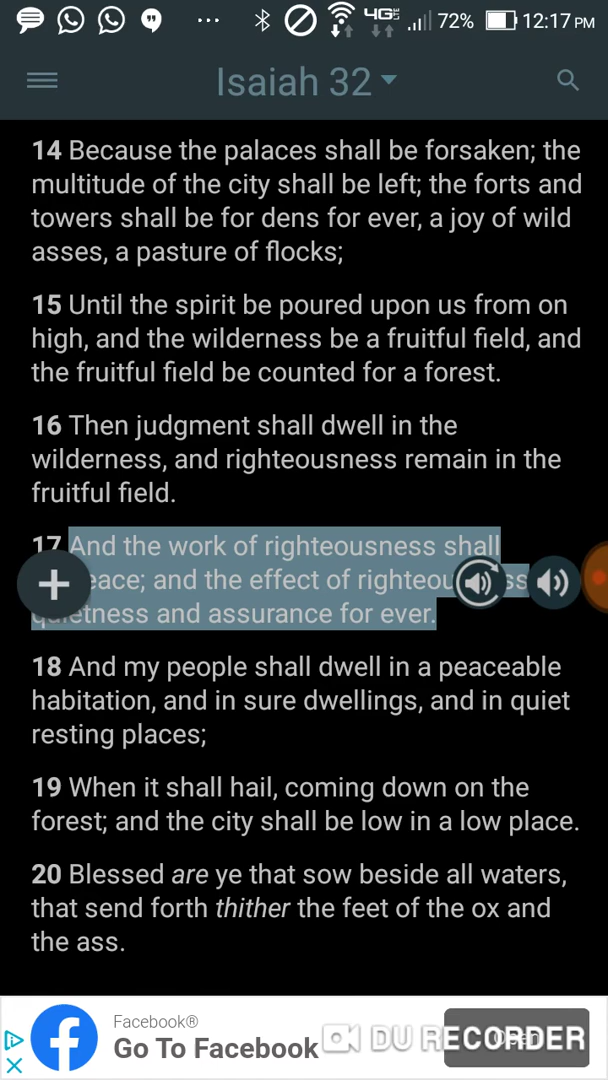 72% 12:17 PM
Isaiah 32
14 Because the palaces shall be forsaken; the
multitude of the city shall be left; the forts and
towers shall be for dens for ever, a joy of wild
asses, a pasture of flocks;
15 Until the spirit be poured upon us from on
high, and the wilderness be a fruitful field, and
the fruitful field be counted for a forest.
16 Then judgment shall dwell in the
wilderness, and righteousness remain in the
fruitful field.
17 And the work of righteousness shall
eace; and the effect of righteou ss
quietness and assurance for ever.
18 And my people shall dwell in a peaceable
habitation, and in sure dwellings, and in quiet
resting places;
19 When it shall hail, coming down on the
forest; and the city shall be low in a low place.
20 Blessed are ye that sow beside all waters,
that send forth thither the feet of the ox and
the ass.
Facebook®
Go To Facebook
DU RECORDER